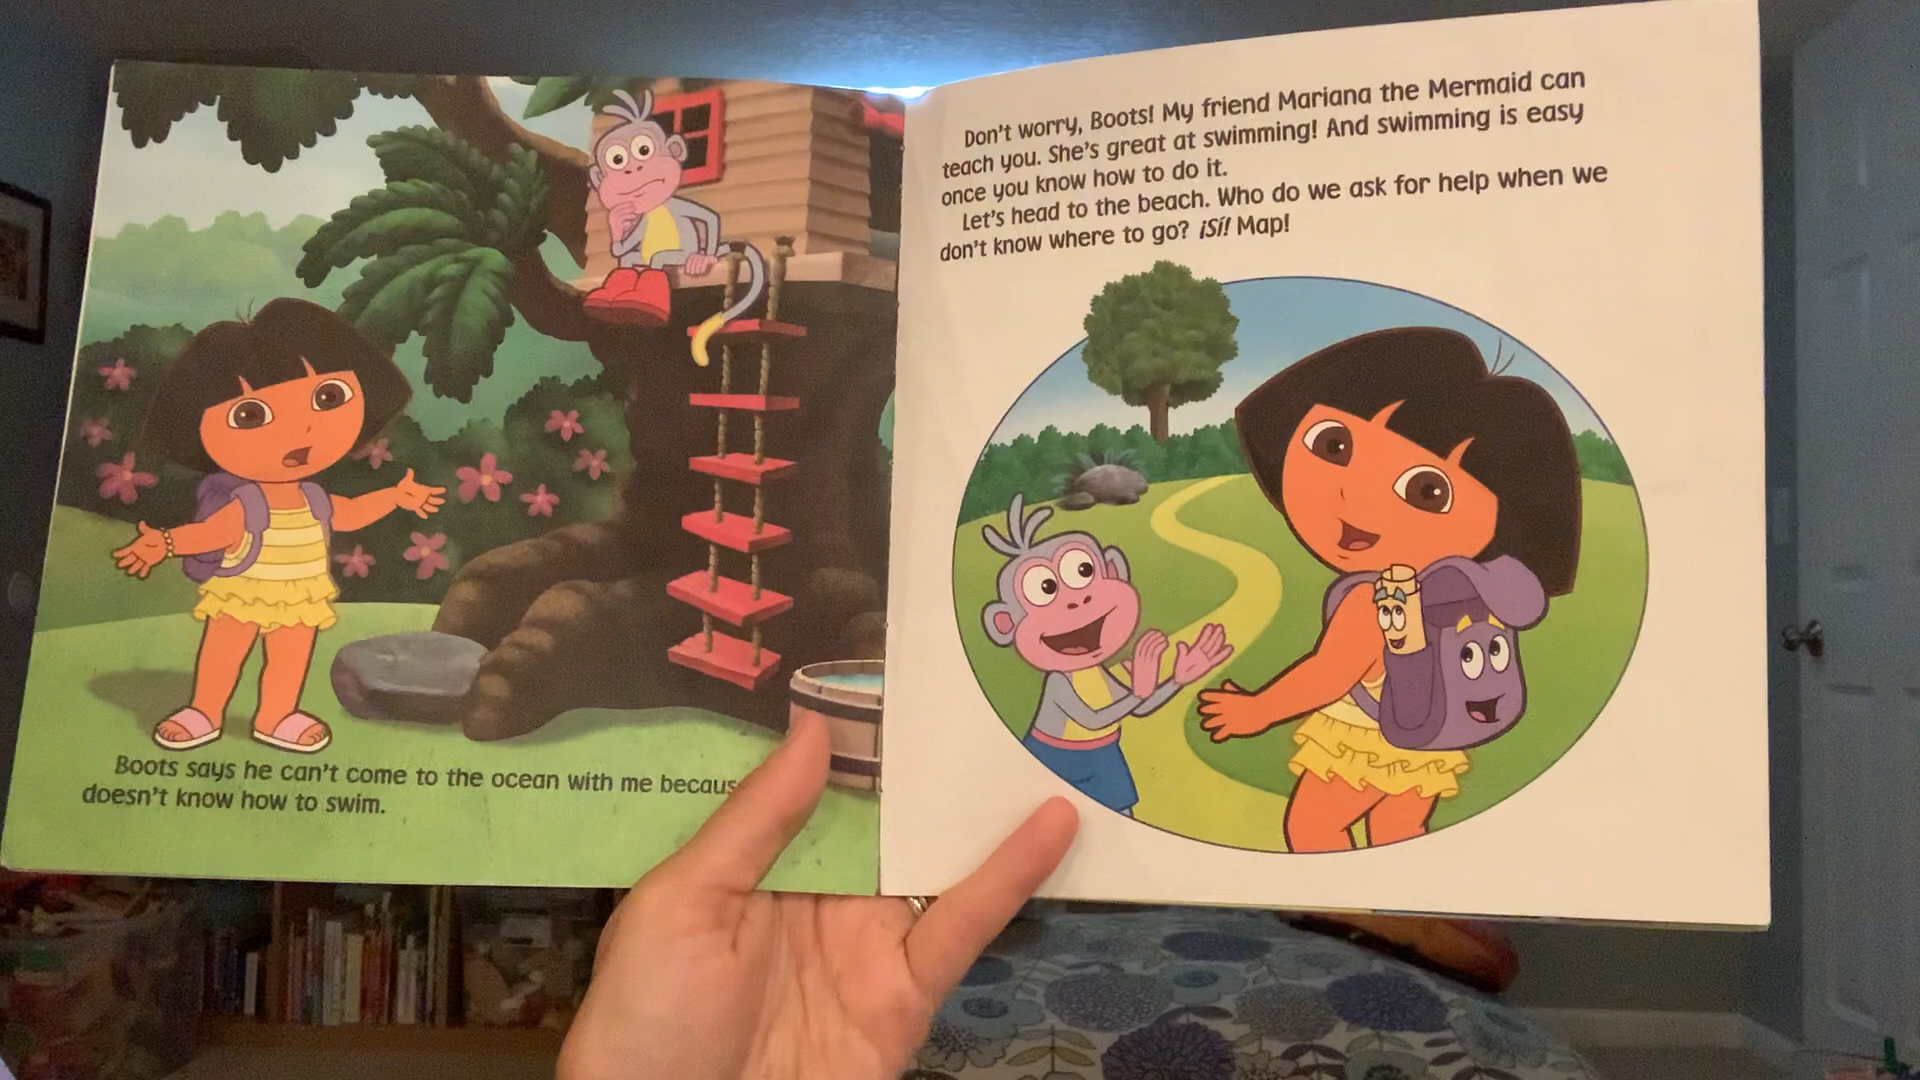 Boots says he can't come to the ocean with me
doesn't know how to swim.
Don't worry, Boots! My friend Mariana the Mermaid can
teach you. She's great at swimming! And swimming is easy
once you know how to do it.
Let's head to the beach. Who do we ask for help when we
don't know where to go? ¡Sí! Map!